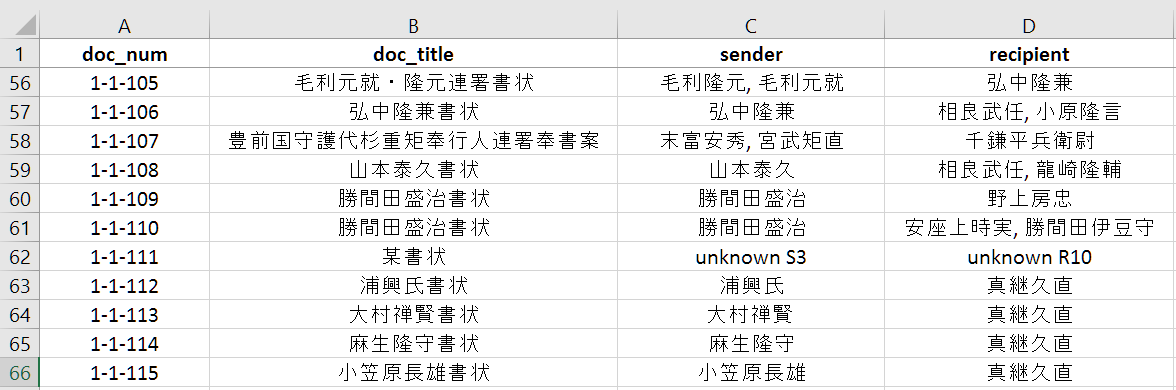 A B C D
1 doc_num doc_title sender recipient
56 1-1-105 毛利元就・隆元連署書状 毛利隆元, 毛利元就 弘中隆兼
57 1-1-106 弘中隆兼書状 弘中隆兼 相良武任, 小原隆言
58 1-1-107 豊前国守護代杉重矩奉行人連署奉書案 末富安秀, 宮武矩直 千鎌平兵衛尉
59 1-1-108 山本泰久書状 山本泰久 相良武任, 龍崎隆輔
60 1-1-109 勝間田盛治書状 勝間田盛治 野上房忠
61 1-1-110 勝間田盛治書状 勝間田盛治 安座上時実, 勝間田伊豆守
62 1-1-111 某書状 unknown S3 unknown R10
63 1-1-112 浦興氏書状 浦興氏 真継久直
64 1-1-113 大村禅賢書状 大村禅賢 真継久直
65 1-1-114 麻生隆守書状 麻生隆守 真継久直
66 1-1-115 小笠原長雄書状 小笠原長雄 真継久直